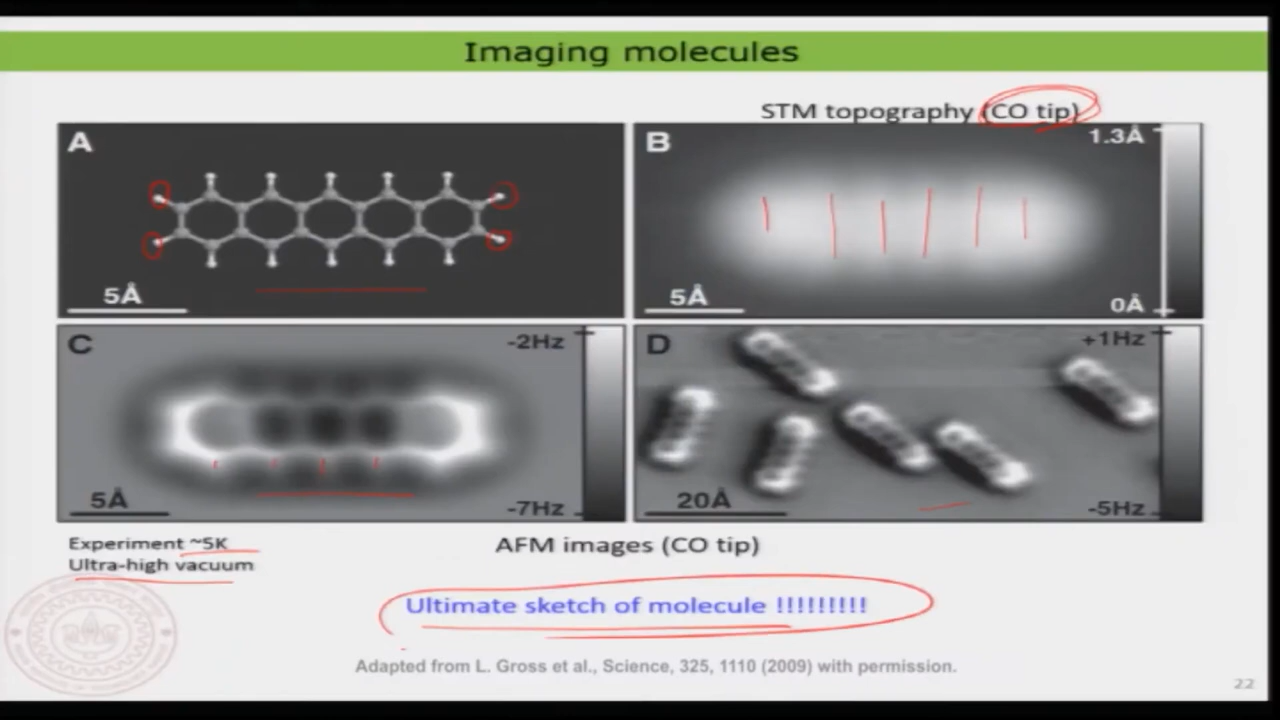 Imaging molecules
STM topography (CO tip)
A
5Å
B
1.3Å
5Å
0Å
C
-2Hz
5Å
-7Hz
D
+1Hz
20Å
-5Hz
Experiment ~5K
Ultra-high vacuum
AFM images (CO tip)
Ultimate sketch of molecule !!!!!!!!!
Adapted from L. Gross et al., Science, 325, 1110 (2009) with permission.
22